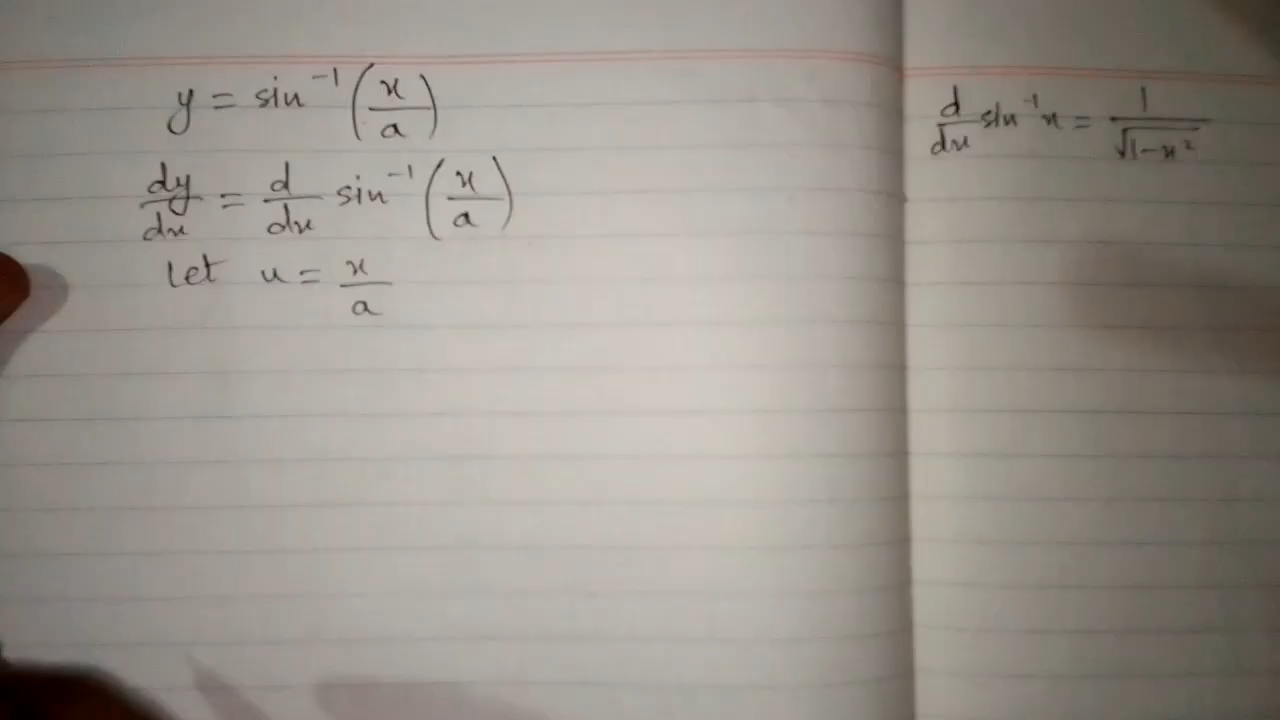 y = sin⁻¹ (x/a)
dy/dx = d/dx sin⁻¹ (x/a)
Let u = x/a
d/dx sin⁻¹x = 1/√(1-x²)